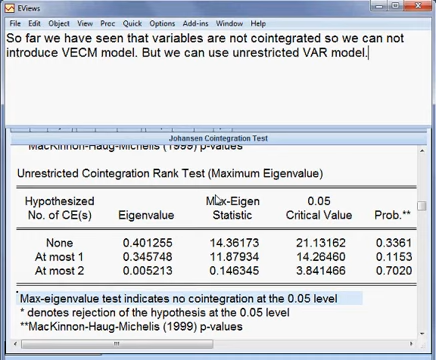 EViews
File Edit Object View Proc Quick Options Add-ins Window Help
So far we have seen that variables are not cointegrated so we can not
introduce VECM model. But we can use unrestricted VAR model.
Johansen Cointegration Test
MacKinnon-Haug-Michelis (1999) p-values
Unrestricted Cointegration Rank Test (Maximum Eigenvalue)
Hypothesized Max-Eigen 0.05
No. of CE(s) Eigenvalue Statistic Critical Value Prob.**
None 0.401255 14.36173 21.13162 0.3361
At most 1 0.345748 11.87934 14.26460 0.1153
At most 2 0.005213 0.146345 3.841466 0.7020
Max-eigenvalue test indicates no cointegration at the 0.05 level
* denotes rejection of the hypothesis at the 0.05 level
**MacKinnon-Haug-Michelis (1999) p-values